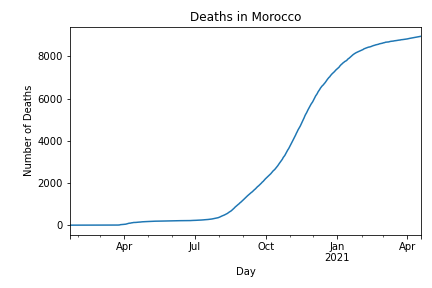 Deaths in Morocco
Number of Deaths
8000
6000
4000
2000
0
Apr Jul Oct Jan Apr
2021
Day